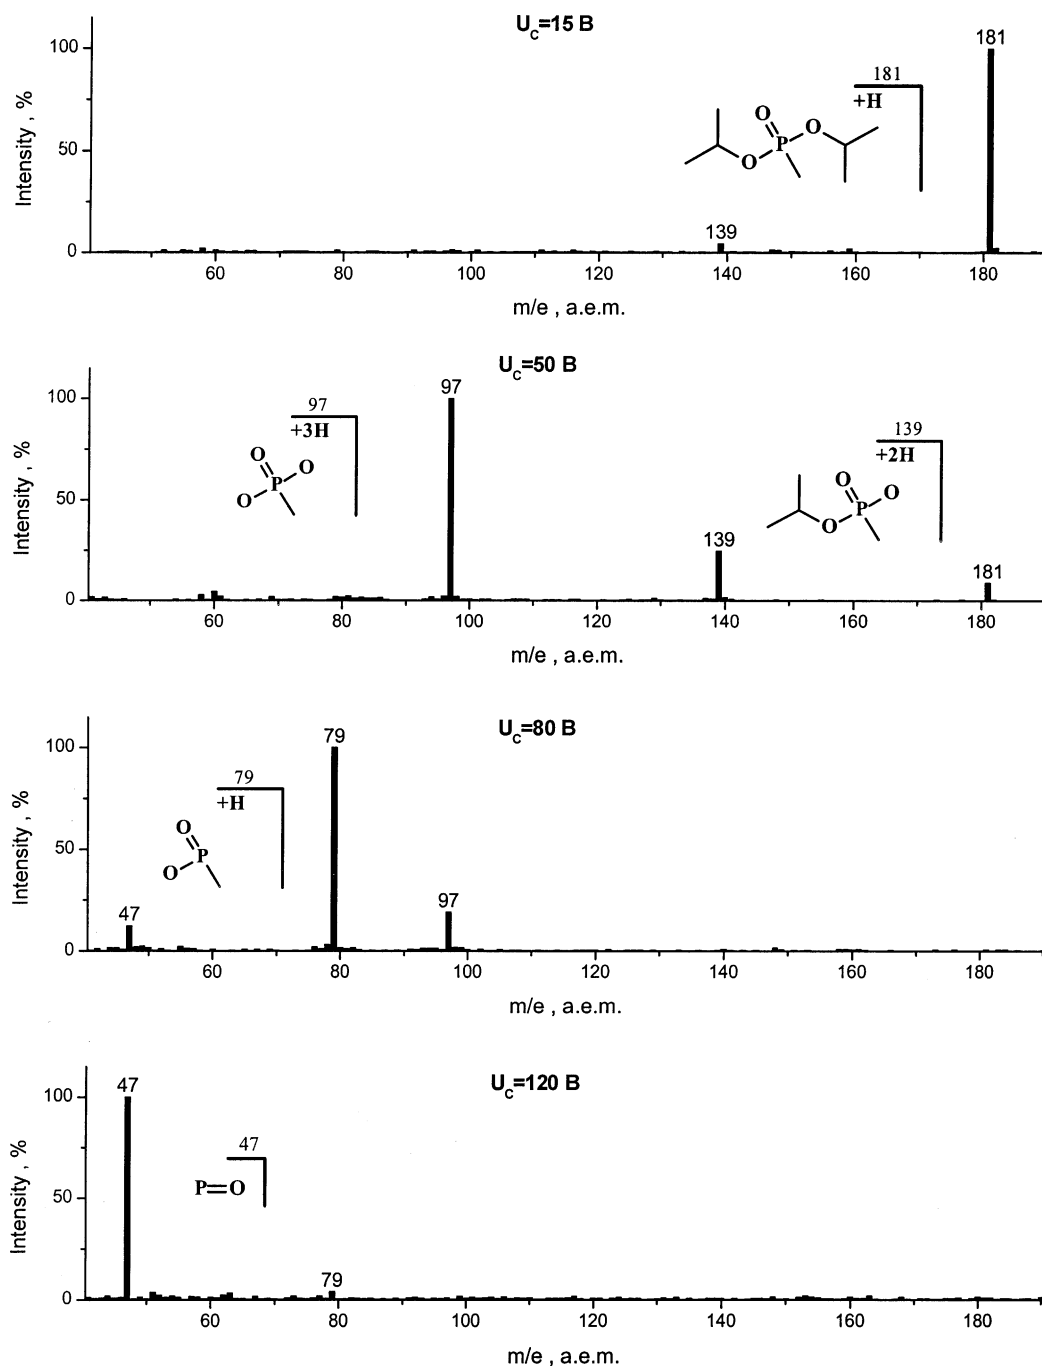 U_C=15 B
Intensity , %
100
50
0
181
181
+H
O
O
P
O
139
60
80
100
120
140
160
180
m/e , a.e.m.
U_C=50 B
Intensity , %
100
50
0
97
97
+3H
O
O
P
O
139
139
+2H
O
O
P
O
181
60
80
100
120
140
160
180
m/e , a.e.m.
U_C=80 B
Intensity , %
100
50
0
79
79
+H
O
P
O
47
97
60
80
100
120
140
160
180
m/e , a.e.m.
U_C=120 B
Intensity , %
100
50
0
47
47
P=O
79
60
80
100
120
140
160
180
m/e , a.e.m.